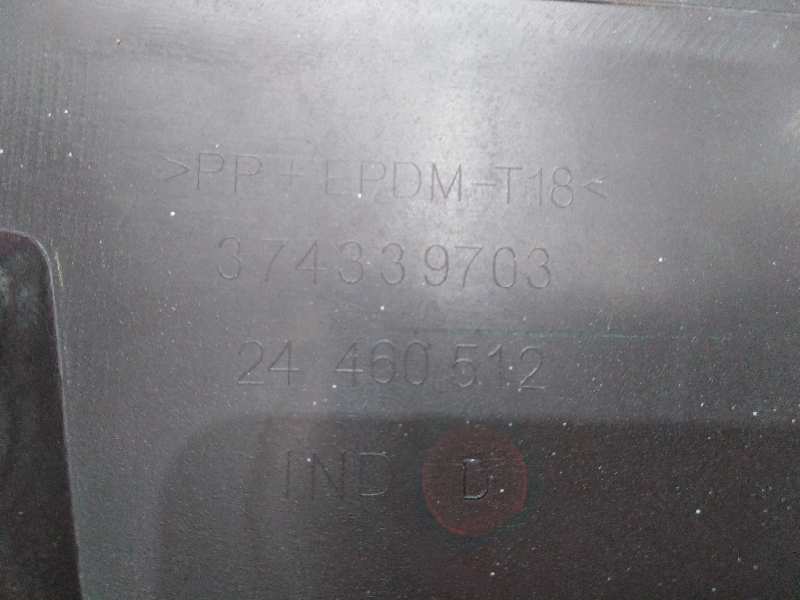 >PP+EPDM-T18<
374339703
24 460 512
IND D